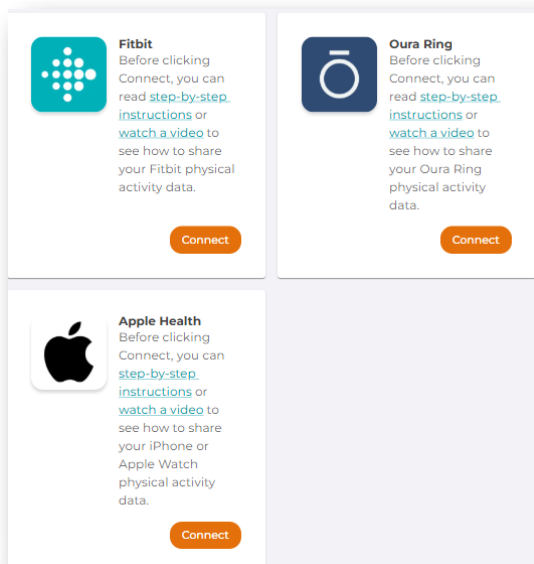 Fitbit
Before clicking
Connect, you can
read step-by-step
instructions or
watch a video to
see how to share
your Fitbit physical
activity data.
Connect
Oura Ring
Before clicking
Connect, you can
read step-by-step
instructions or
watch a video to
see how to share
your Oura Ring
physical activity
data.
Connect
Apple Health
Before clicking
Connect, you can
step-by-step
instructions or
watch a video to
see how to share
your iPhone or
Apple Watch
physical activity
data.
Connect